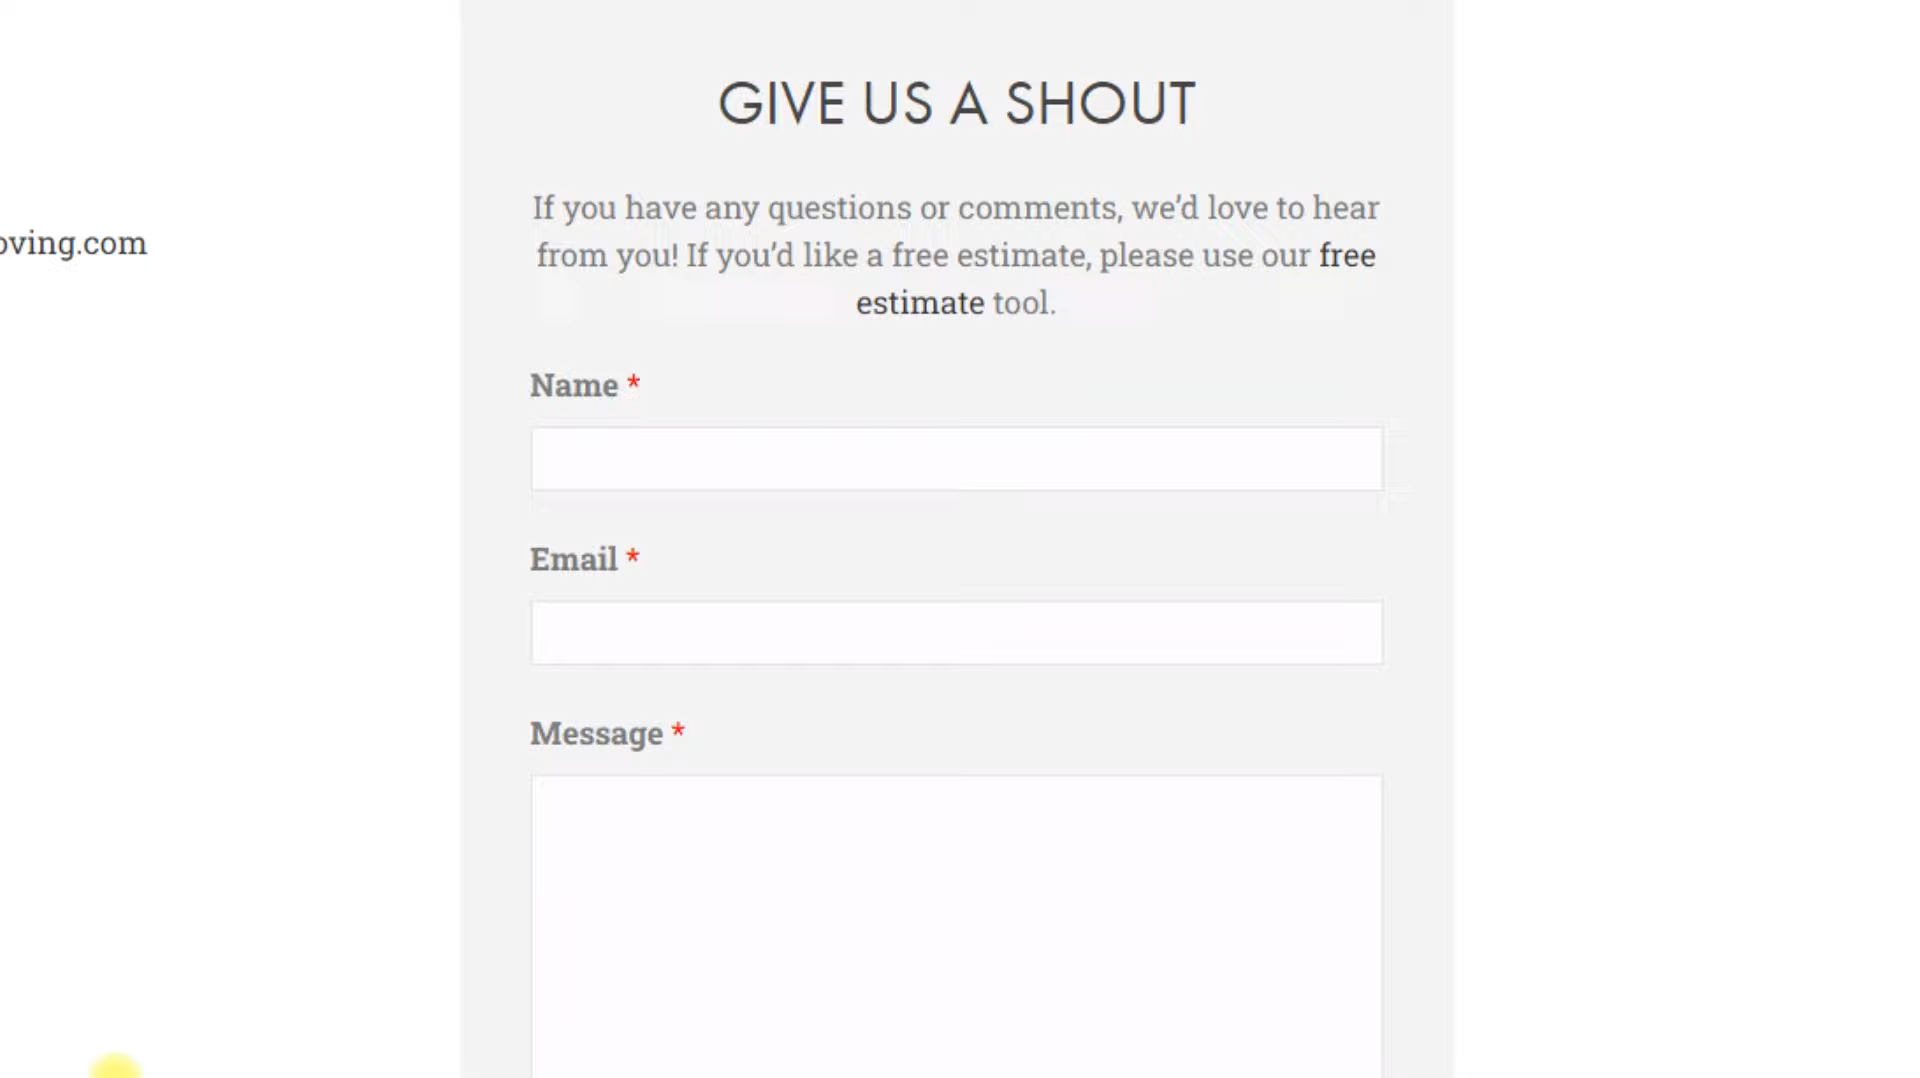 GIVE US A SHOUT
If you have any questions or comments, we’d love to hear
from you! If you’d like a free estimate, please use our free
estimate tool.
oving.com
Name *
Email *
Message *